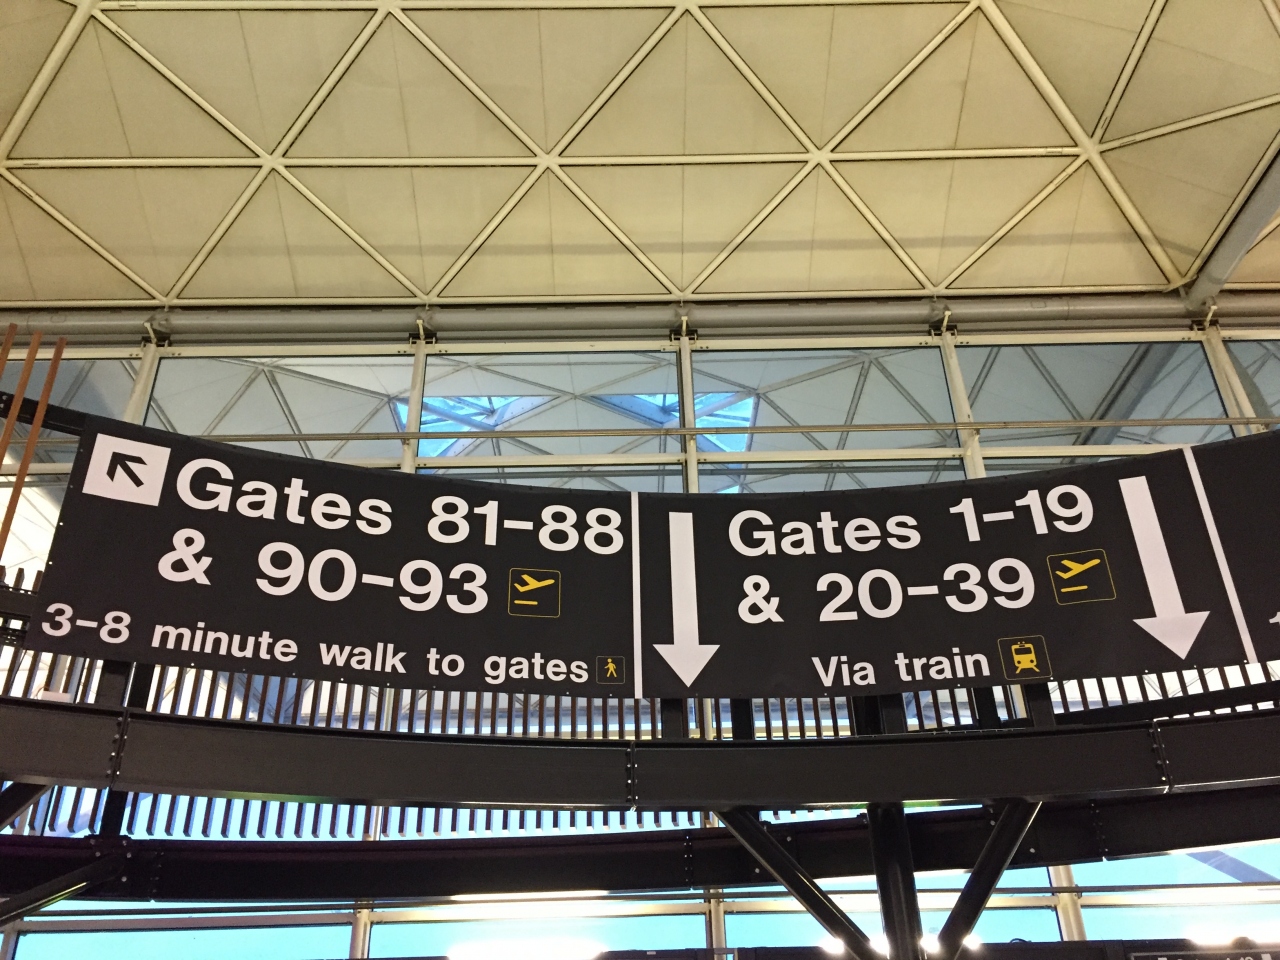 Gates 81-88
& 90-93
3-8 minute walk to gates
Gates 1-19
& 20-39
Via train